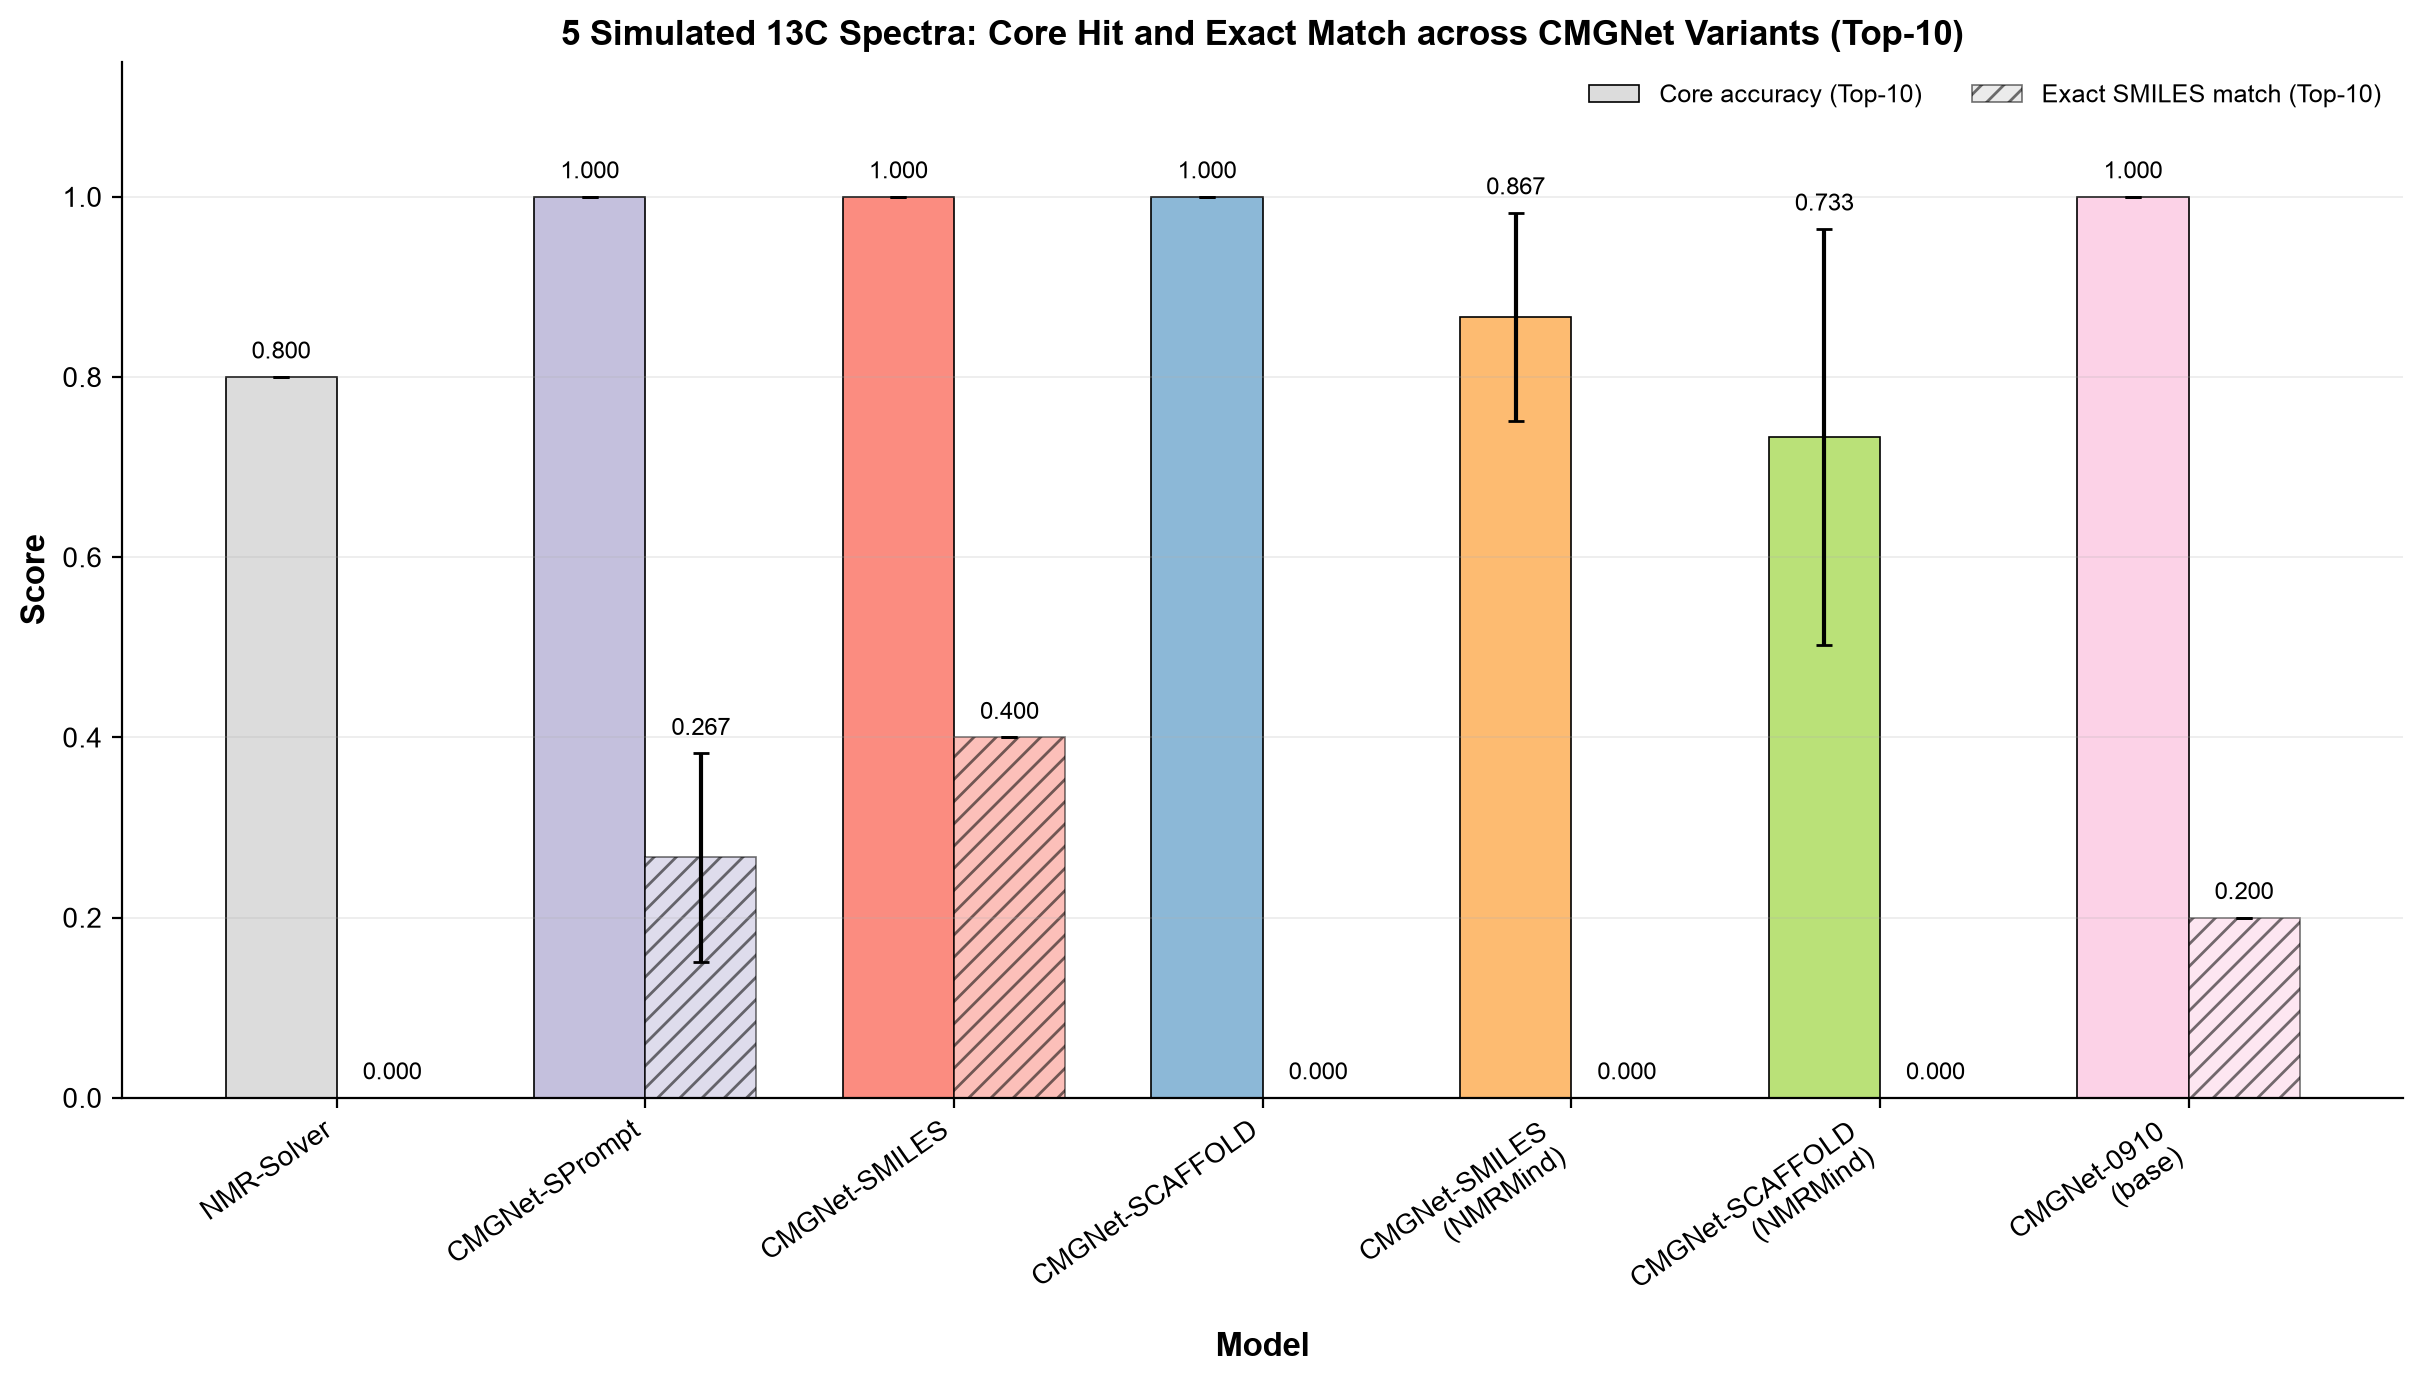 5 Simulated 13C Spectra: Core Hit and Exact Match across CMGNet Variants (Top-10)
Core accuracy (Top-10)
Exact SMILES match (Top-10)
Score
1.0
0.8
0.6
0.4
0.2
0.0
0.800
0.000
1.000
0.267
1.000
0.400
1.000
0.000
0.867
0.000
0.733
0.000
1.000
0.200
NMR-Solver
CMGNet-SPrompt
CMGNet-SMILES
CMGNet-SCAFFOLD
CMGNet-SMILES
(NMRMind)
CMGNet-SCAFFOLD
(NMRMind)
CMGNet-0910
(base)
Model